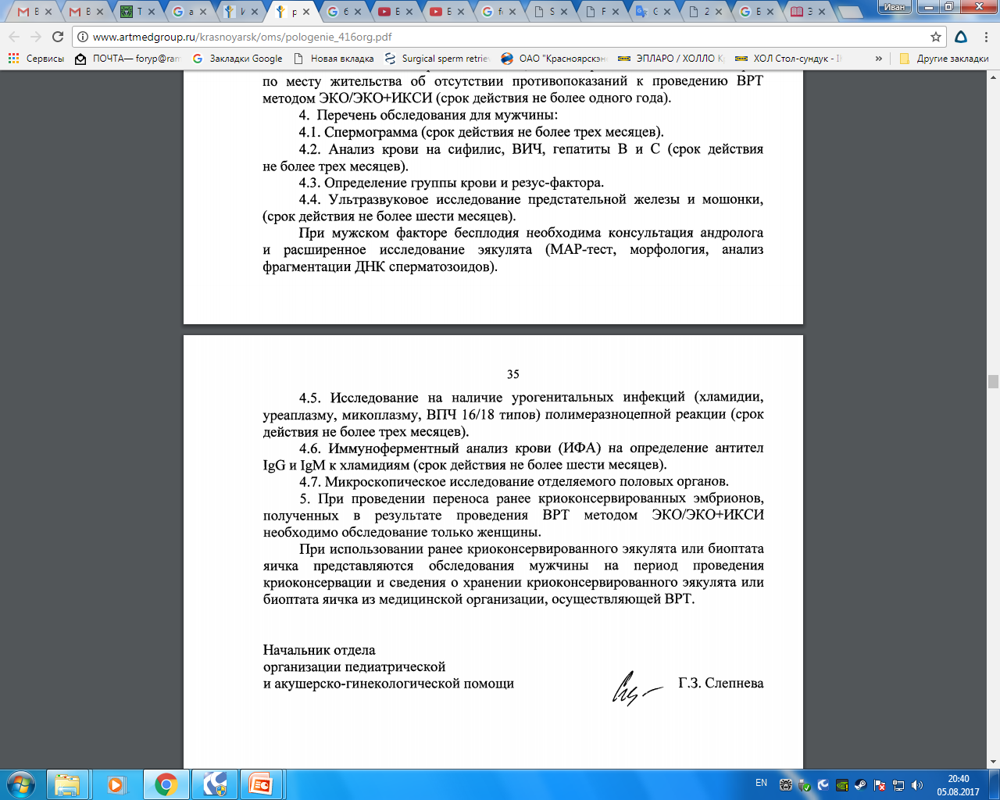 Иван
B
B
T
a
И
p
б
E
E
fo
S
F
C
2
E
Э
www.artmedgroup.ru/krasnoyarsk/oms/pologenie_416org.pdf
Сервисы
ПОЧТА— foryp@ram
Закладки Google
Новая вкладка
Surgical sperm retriev
ОАО "Красноярскэн
ЭПЛАРО / ХОЛЛО К
ХОЛ Стол-сундук - I
»
Другие закладки
по месту жительства об отсутствии противопоказаний к проведению ВРТ
методом ЭКО/ЭКО+ИКСИ (срок действия не более одного года).
4. Перечень обследования для мужчины:
4.1. Спермограмма (срок действия не более трех месяцев).
4.2. Анализ крови на сифилис, ВИЧ, гепатиты В и С (срок действия
не более трех месяцев).
4.3. Определение группы крови и резус-фактора.
4.4. Ультразвуковое исследование предстательной железы и мошонки,
(срок действия не более шести месяцев).
При мужском факторе бесплодия необходима консультация андролога
и расширенное исследование эякулята (МАР-тест, морфология, анализ
фрагментации ДНК сперматозоидов).
35
4.5. Исследование на наличие урогенитальных инфекций (хламидии,
уреаплазму, микоплазму, ВПЧ 16/18 типов) полимеразноцепной реакции (срок
действия не более трех месяцев).
4.6. Иммуноферментный анализ крови (ИФА) на определение антител
IgG и IgM к хламидиям (срок действия не более шести месяцев).
4.7. Микроскопическое исследование отделяемого половых органов.
5. При проведении переноса ранее криоконсервированных эмбрионов,
полученных в результате проведения ВРТ методом ЭКО/ЭКО+ИКСИ
необходимо обследование только женщины.
При использовании ранее криоконсервированного эякулята или биоптата
яичка представляются обследования мужчины на период проведения
криоконсервации и сведения о хранении криоконсервированного эякулята или
биоптата яичка из медицинской организации, осуществляющей ВРТ.
Начальник отдела
организации педиатрической
и акушерско-гинекологической помощи Г.З. Слепнева
EN
20:40
05.08.2017